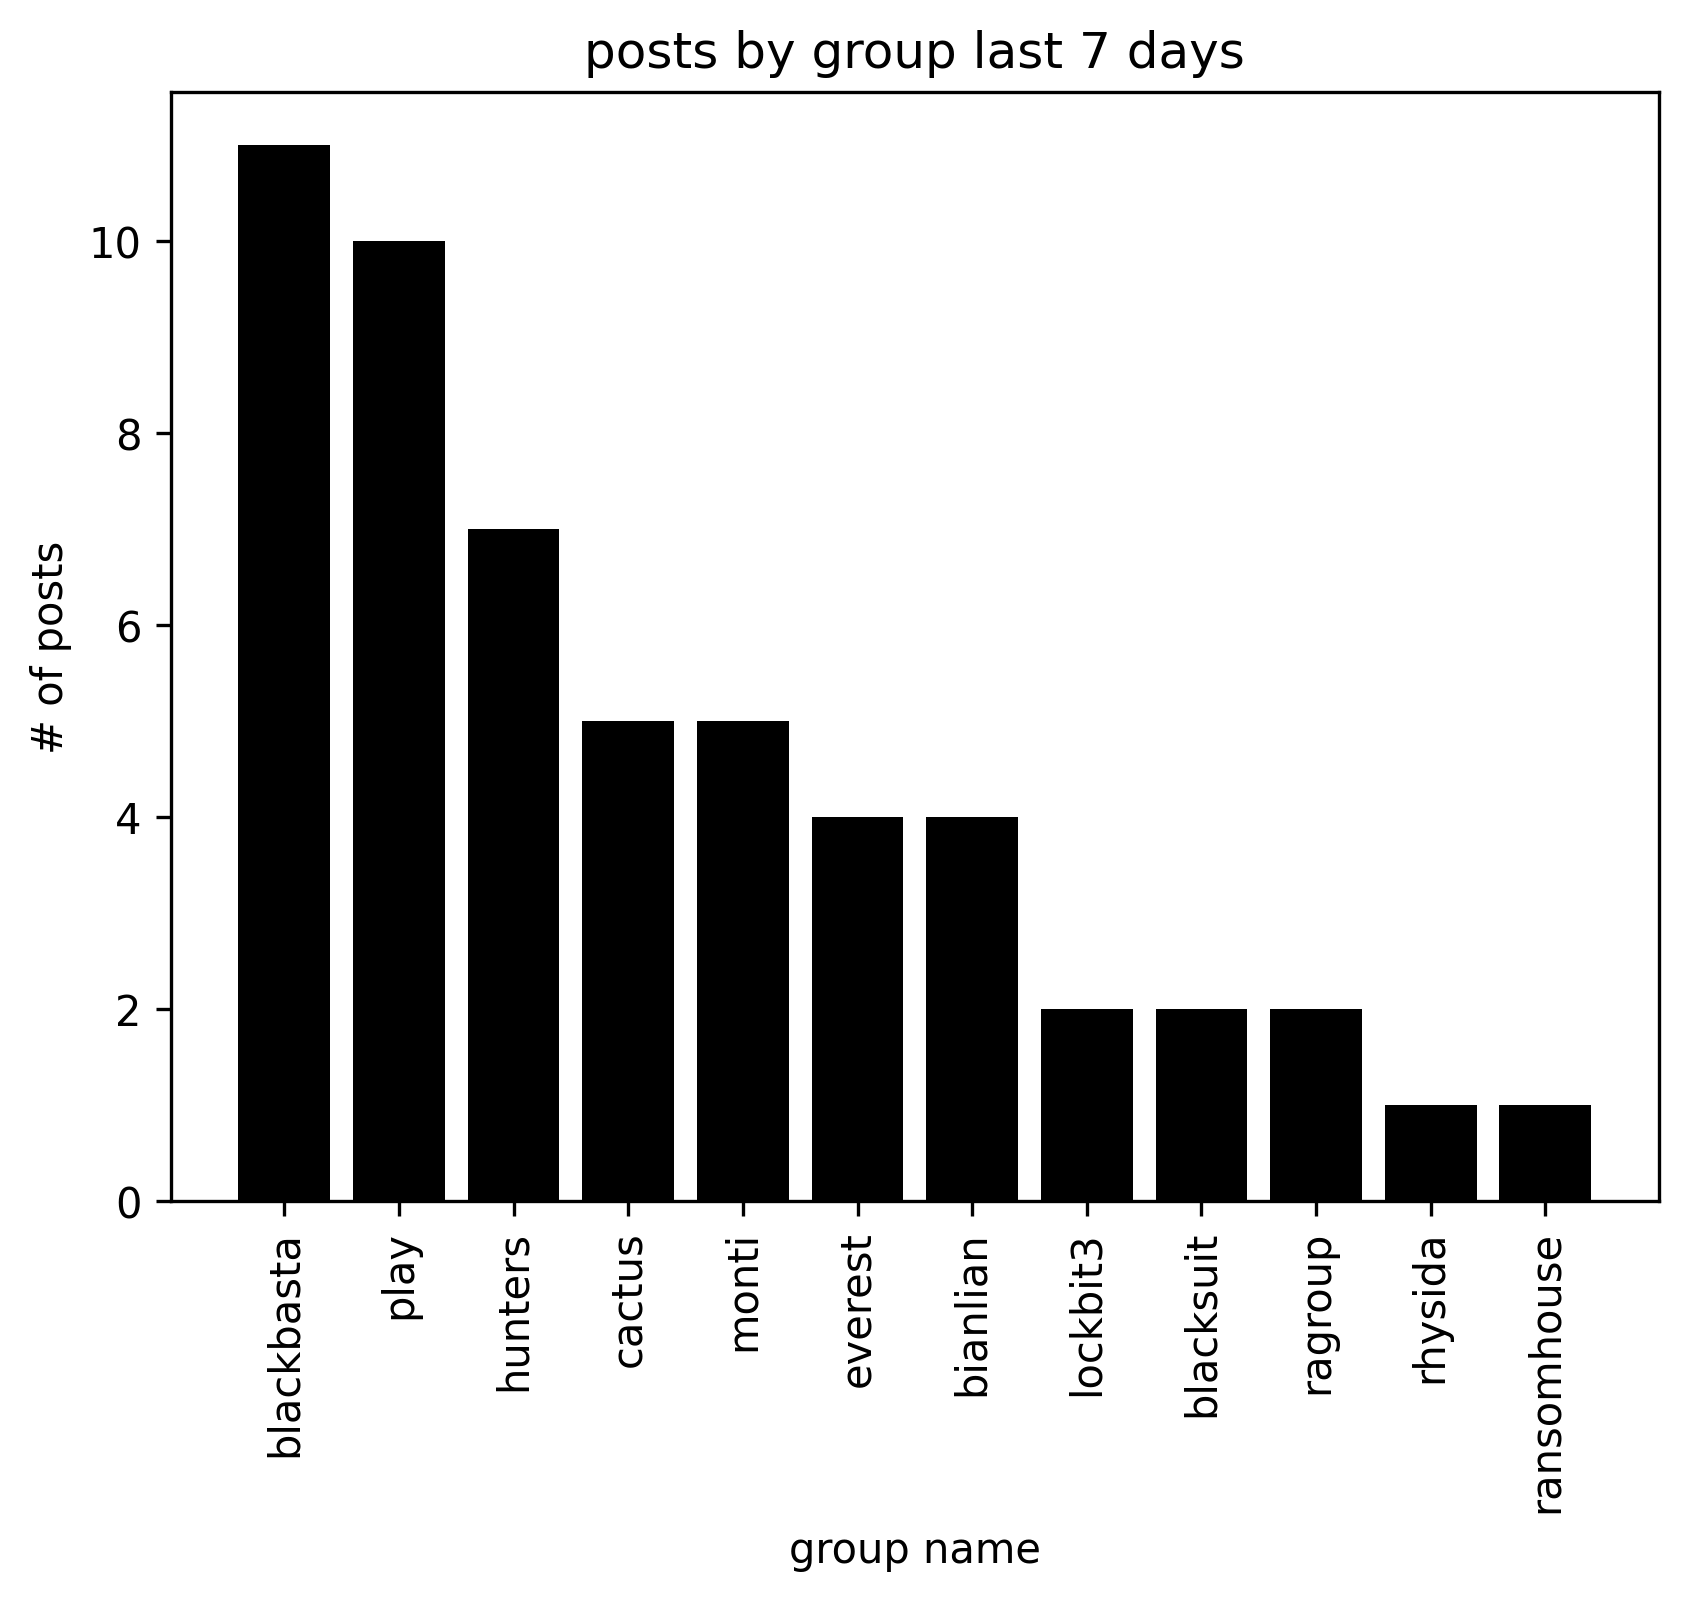 posts by group last 7 days
# of posts
10
8
6
4
2
0
blackbasta
play
hunters
cactus
monti
everest
bianlian
lockbit3
blacksuit
ragroup
rhysida
ransomhouse
group name